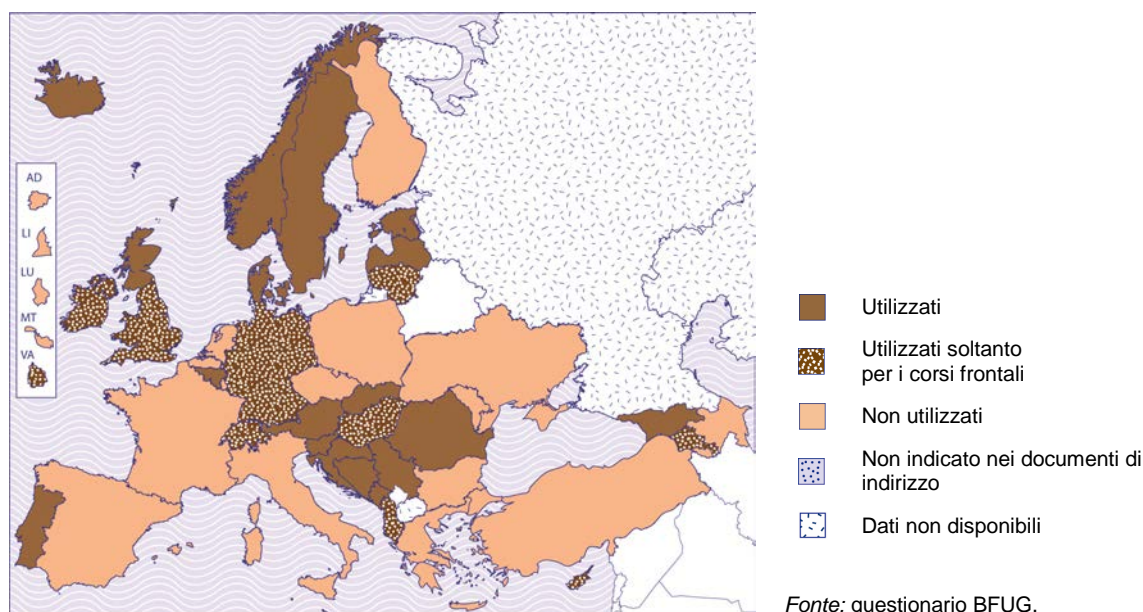 AD
LI
LU
MT
VA
Utilizzati
Utilizzati soltanto
per i corsi frontali
Non utilizzati
Non indicato nei documenti di
indirizzo
Dati non disponibili
Fonte: questionario BFUG.